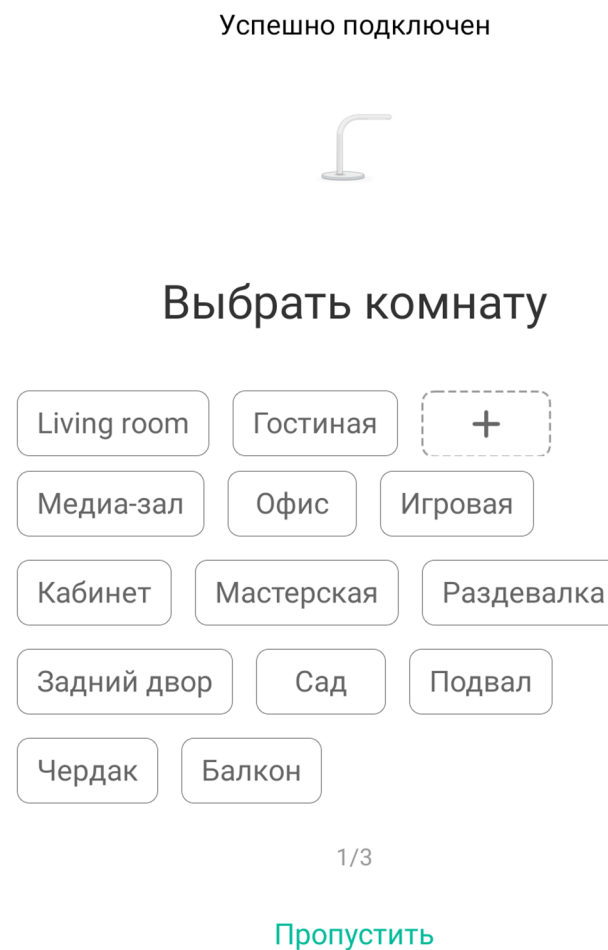 Успешно подключен
Выбрать комнату
Living room Гостиная +
Медиа-зал Офис Игровая
Кабинет Мастерская Раздевалка
Задний двор Сад Подвал
Чердак Балкон
1/3
Пропустить